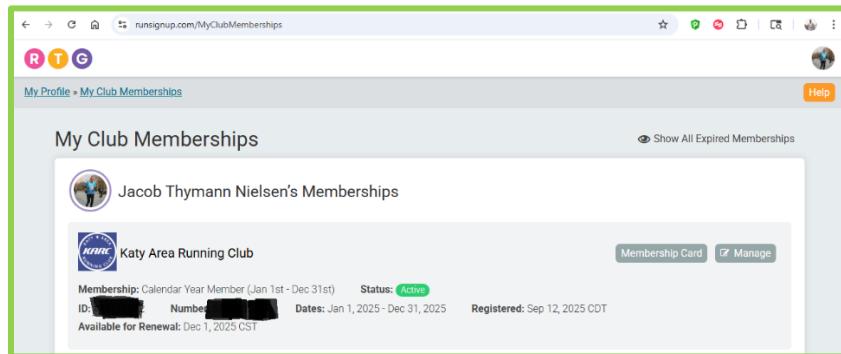 runsignup.com/MyClubMemberships
R T G
My Profile » My Club Memberships
Help
My Club Memberships
Show All Expired Memberships
Jacob Thymann Nielsen's Memberships
KARC
Katy Area Running Club
Membership Card
Manage
Membership: Calendar Year Member (Jan 1st - Dec 31st) Status: Active
ID: Number Dates: Jan 1, 2025 - Dec 31, 2025 Registered: Sep 12, 2025 CDT
Available for Renewal: Dec 1, 2025 CST